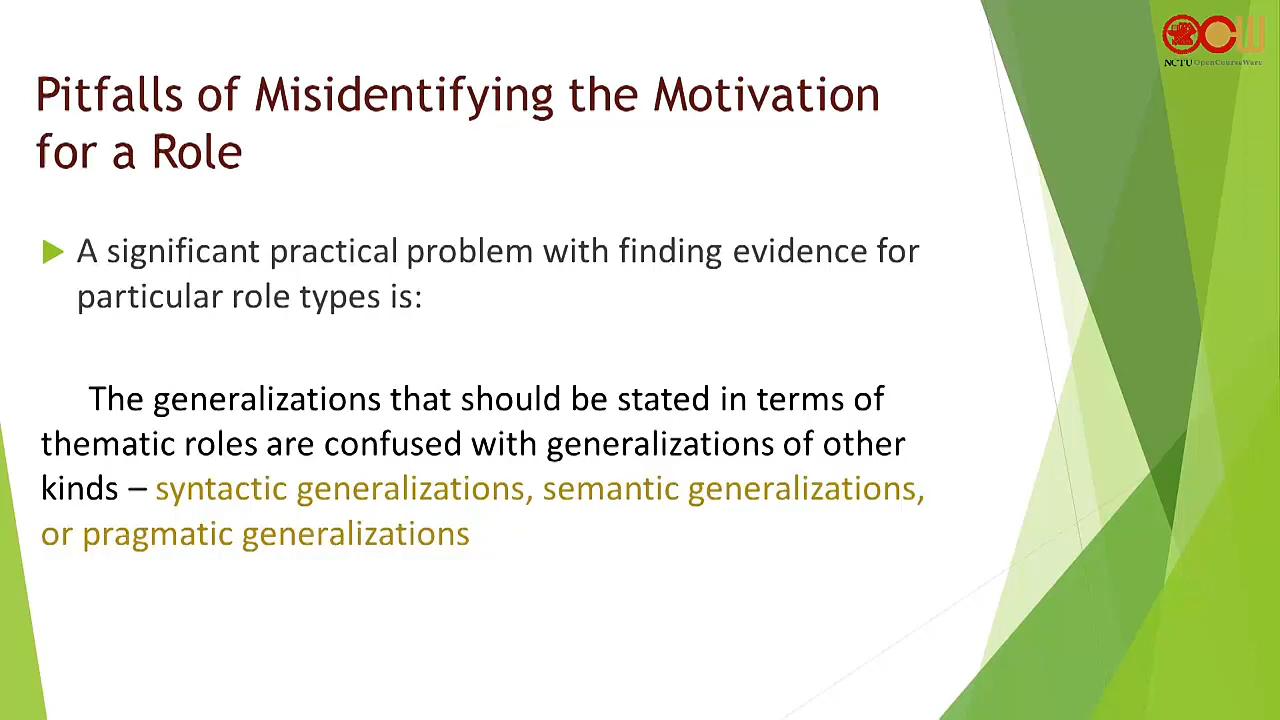 OCW
NCTU OpenCourseWare
Pitfalls of Misidentifying the Motivation
for a Role
A significant practical problem with finding evidence for
particular role types is:
The generalizations that should be stated in terms of
thematic roles are confused with generalizations of other
kinds – syntactic generalizations, semantic generalizations,
or pragmatic generalizations